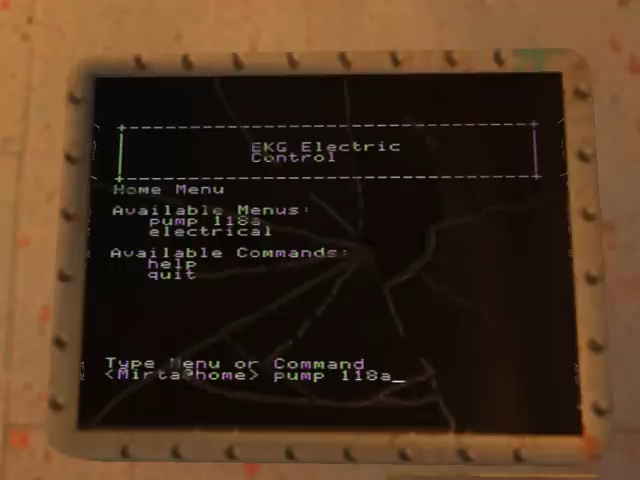 EKG Electric
Control
Home Menu
Available Menus:
pump 118a
electrical
Available Commands:
help
quit
Type Menu or Command
<Mirta@home> pump 118a_